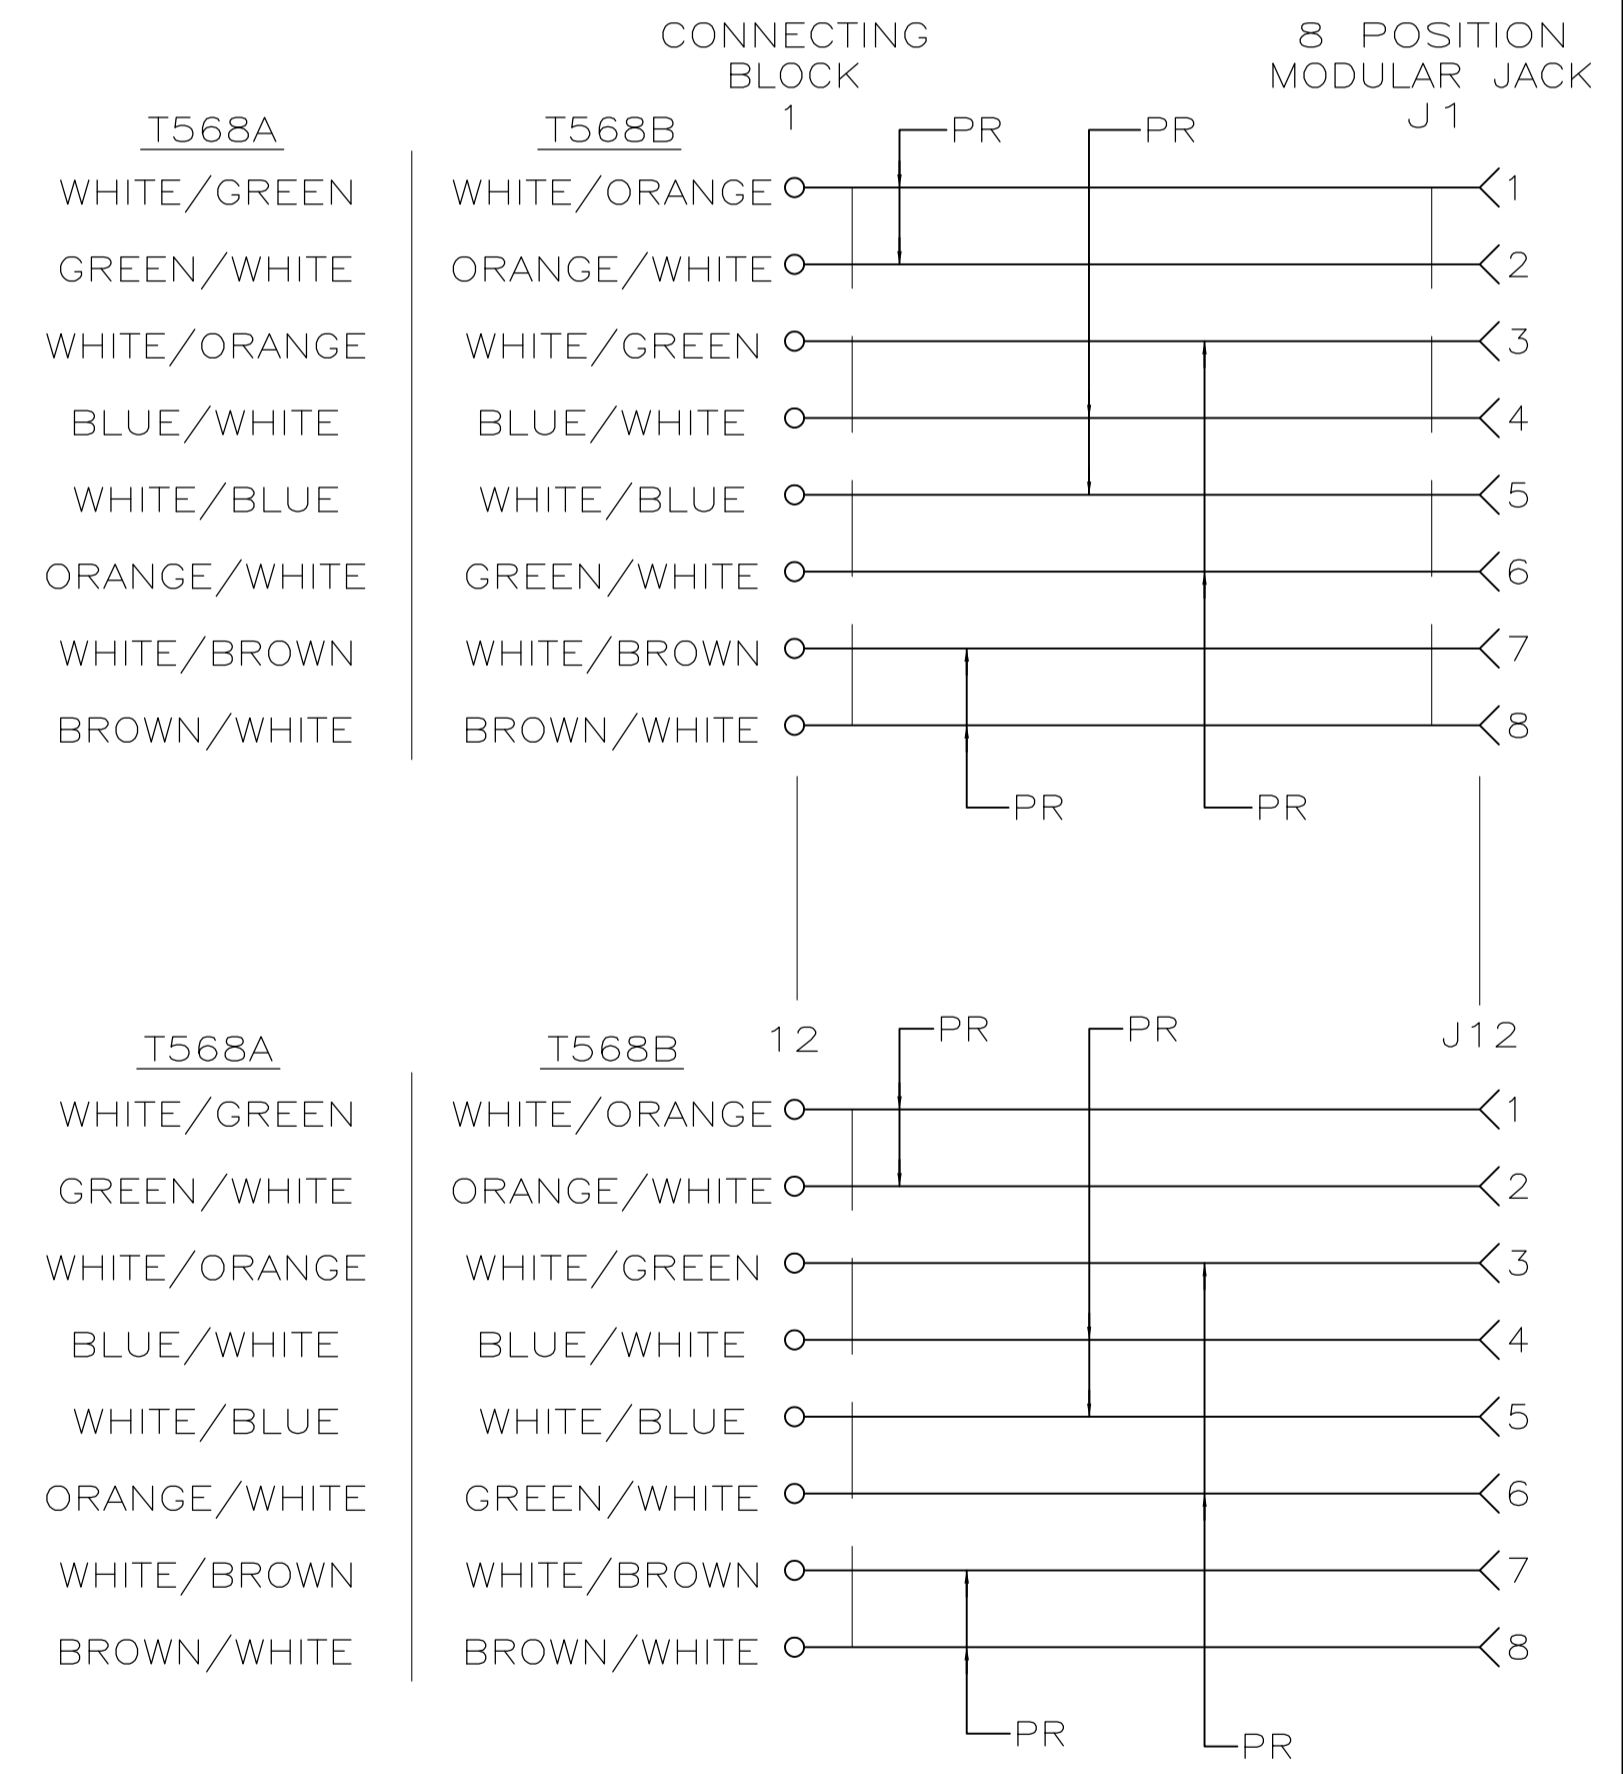 CONNECTING
BLOCK
1
8 POSITION
MODULAR JACK
J1
T568A T568B PR PR
WHITE/GREEN WHITE/ORANGE 1
GREEN/WHITE ORANGE/WHITE 2
WHITE/ORANGE WHITE/GREEN 3
BLUE/WHITE BLUE/WHITE 4
WHITE/BLUE WHITE/BLUE 5
ORANGE/WHITE GREEN/WHITE 6
WHITE/BROWN WHITE/BROWN 7
BROWN/WHITE BROWN/WHITE 8
PR PR
T568A T568B 12 PR PR J12
WHITE/GREEN WHITE/ORANGE 1
GREEN/WHITE ORANGE/WHITE 2
WHITE/ORANGE WHITE/GREEN 3
BLUE/WHITE BLUE/WHITE 4
WHITE/BLUE WHITE/BLUE 5
ORANGE/WHITE GREEN/WHITE 6
WHITE/BROWN WHITE/BROWN 7
BROWN/WHITE BROWN/WHITE 8
PR PR